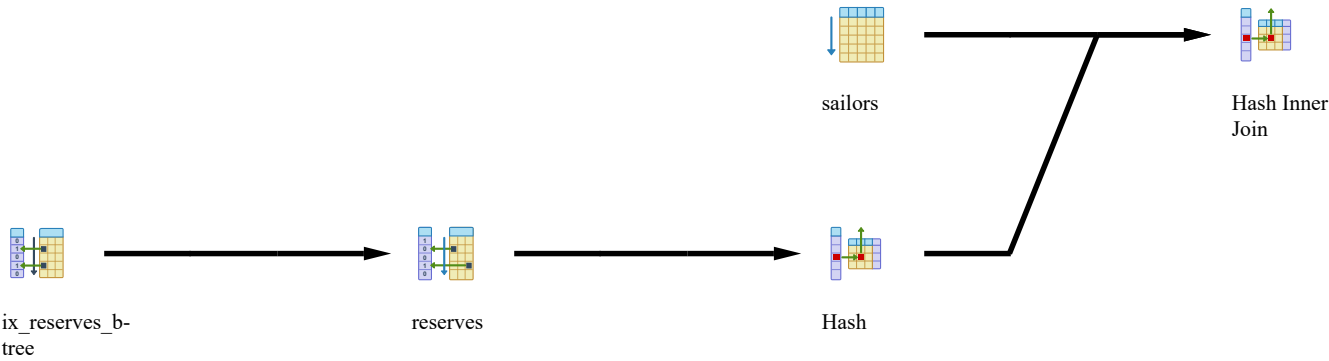 sailors
Hash Inner
Join
ix_reserves_b-
tree
reserves
Hash